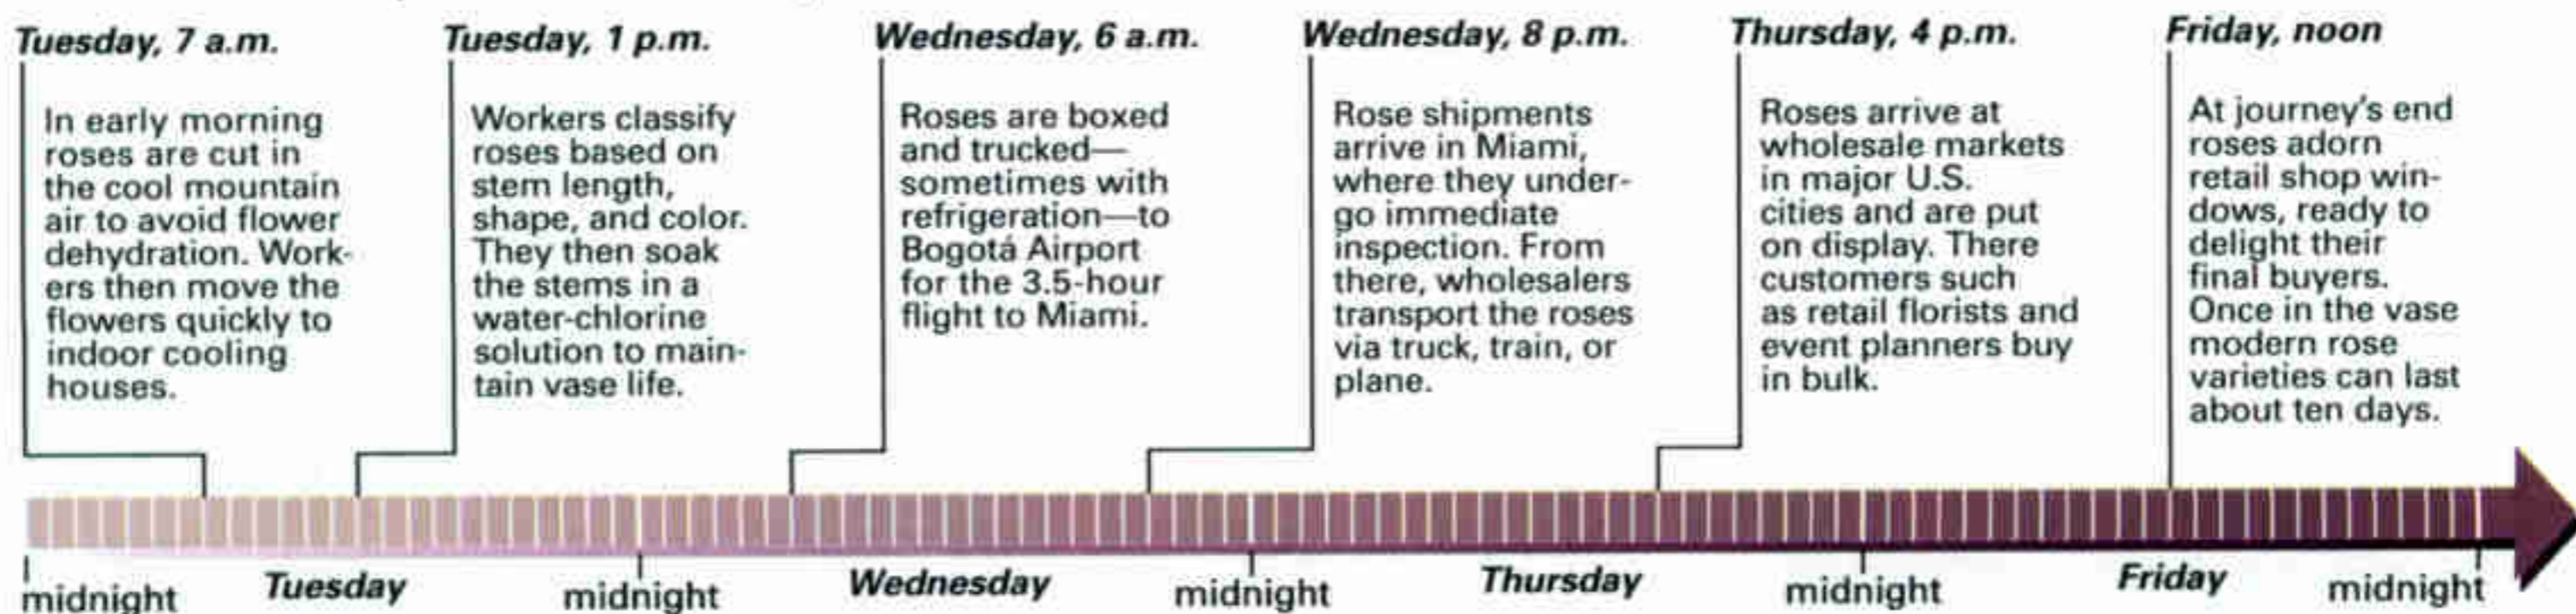 Tuesday, 7 a.m.
In early morning
roses are cut in
the cool mountain
air to avoid flower
dehydration. Work-
ers then move the
flowers quickly to
indoor cooling
houses.
Tuesday, 1 p.m.
Workers classify
roses based on
stem length,
shape, and color.
They then soak
the stems in a
water-chlorine
solution to main-
tain vase life.
Wednesday, 6 a.m.
Roses are boxed
and trucked—
sometimes with
refrigeration—to
Bogotá Airport
for the 3.5-hour
flight to Miami.
Wednesday, 8 p.m.
Rose shipments
arrive in Miami,
where they under-
go immediate
inspection. From
there, wholesalers
transport the roses
via truck, train, or
plane.
Thursday, 4 p.m.
Roses arrive at
wholesale markets
in major U.S.
cities and are put
on display. There
customers such
as retail florists and
event planners buy
in bulk.
Friday, noon
At journey's end
roses adorn
retail shop win-
dows, ready to
delight their
final buyers.
Once in the vase
modern rose
varieties can last
about ten days.
midnight Tuesday midnight Wednesday midnight Thursday midnight Friday midnight